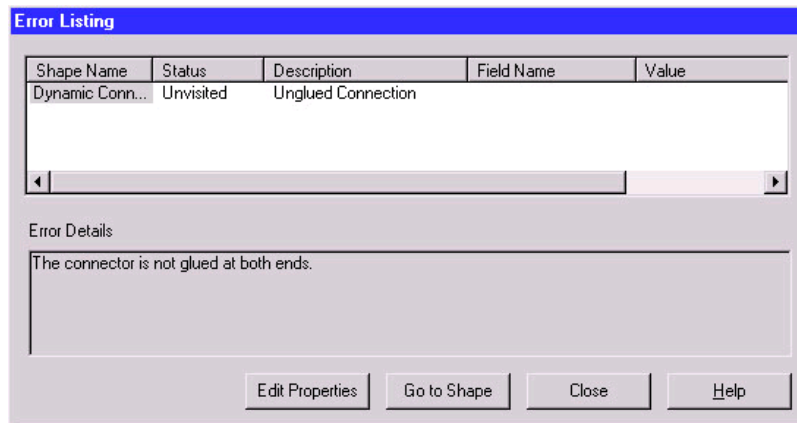 Error Listing
Shape Name Status Description Field Name Value
Dynamic Conn... Unvisited Unglued Connection
Error Details
The connector is not glued at both ends.
Edit Properties Go to Shape Close Help